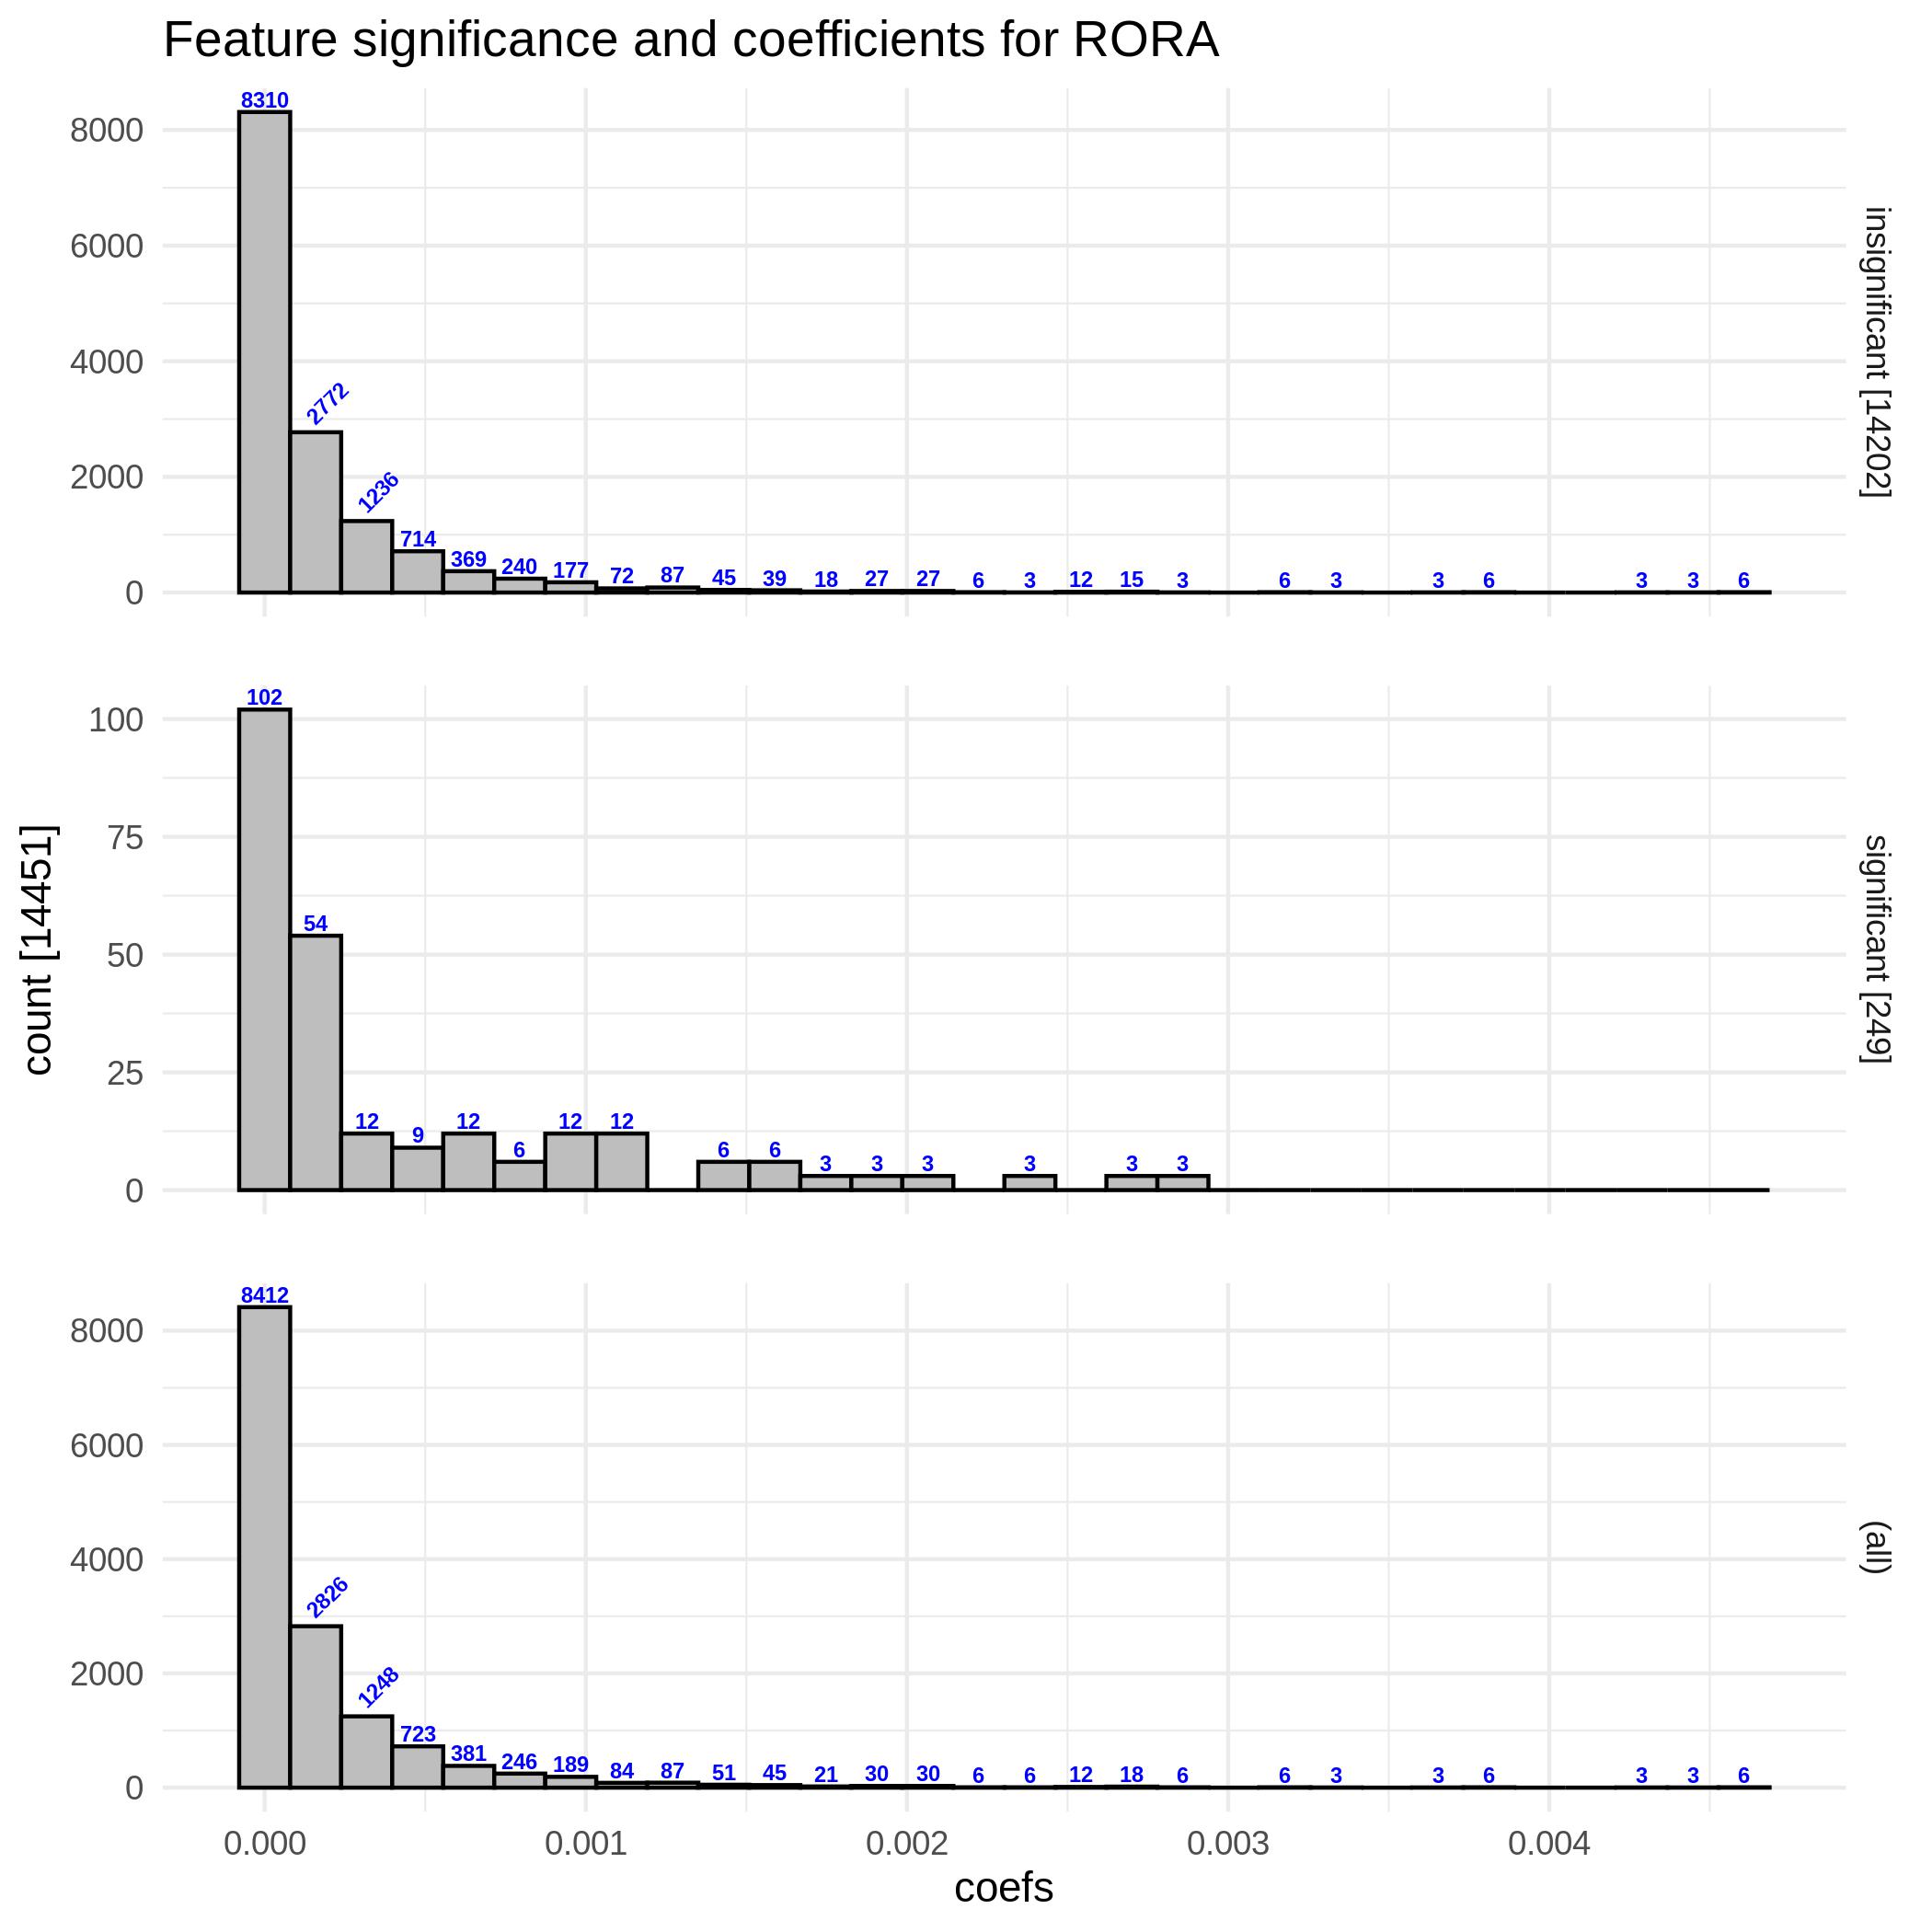 Feature significance and coefficients for RORA
8310
8000
6000
4000
2772
2000
1236
714
369 240 177 72 87 45 39 18 27 27 6 3 12 15 3 6 3 3 6 3 3 6
0
insignificant [14202]
102
100
75
54
50
25
12 9 12 6 12 12 6 6 3 3 3 3 3 3
0
significant [249]
count [14451]
8412
8000
6000
4000
2826
2000
1248
723
381 246 189 84 87 51 45 21 30 30 6 6 12 18 6 6 3 3 6 3 3 6
0
(all)
0.000 0.001 0.002 0.003 0.004
coefs